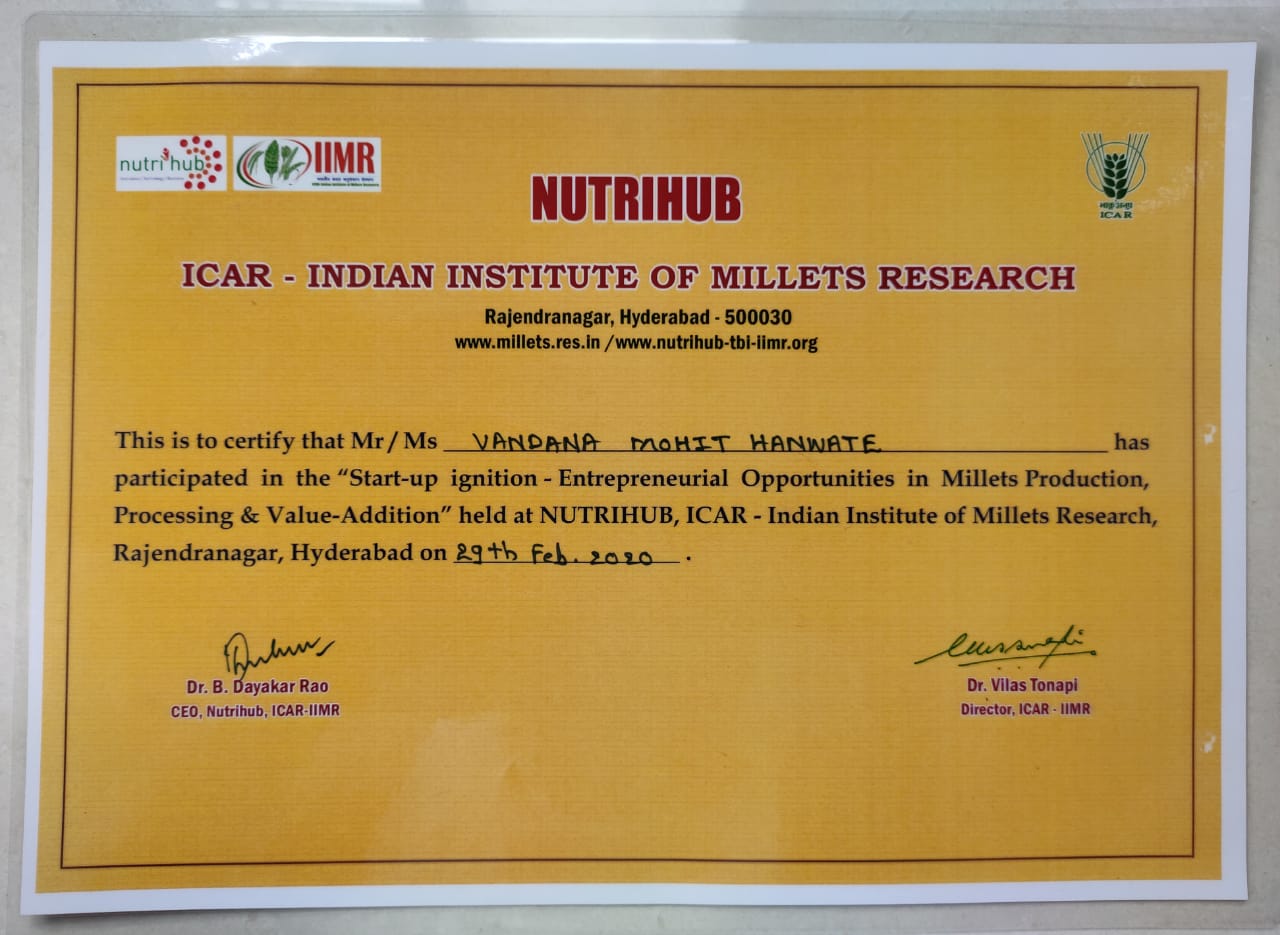 nutrihub
IIMR
ICAR
NUTRIHUB
ICAR - INDIAN INSTITUTE OF MILLETS RESEARCH
Rajendranagar, Hyderabad - 500030
www.millets.res.in /www.nutrihub-tbi-iimr.org
This is to certify that Mr / Ms VANDANA MOHIT HANWATE has
participated in the “Start-up ignition - Entrepreneurial Opportunities in Millets Production,
Processing & Value-Addition” held at NUTRIHUB, ICAR - Indian Institute of Millets Research,
Rajendranagar, Hyderabad on 29th Feb. 2020 .
Dr. B. Dayakar Rao
CEO, Nutrihub, ICAR-IIMR
Dr. Vilas Tonapi
Director, ICAR - IIMR